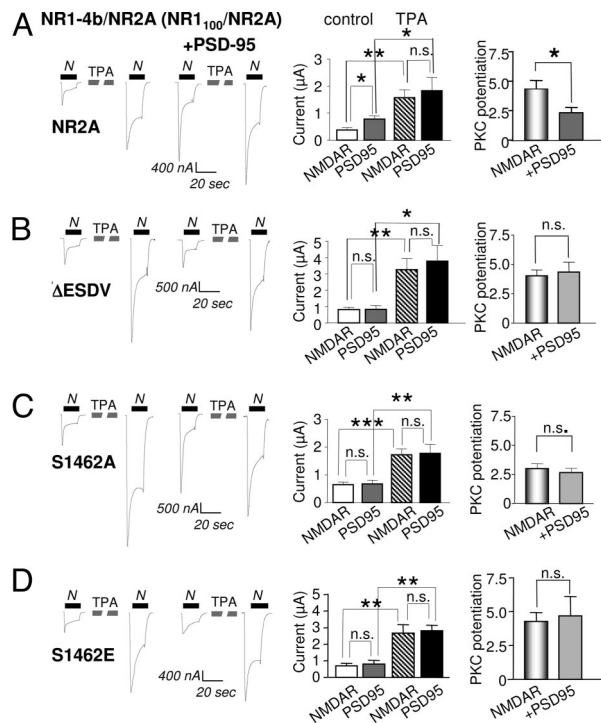 A NR1-4b/NR2A (NR1100/NR2A)
+PSD-95
control TPA
N TPA N N TPA N
NR2A
400 nA
20 sec
Current (μA)
3
2
1
0
* ** * n.s.
NMDAR PSD95 NMDAR PSD95
PKC potentiation
7.5
5.0
2.5
0
*
NMDAR +PSD95
B
N TPA N N TPA N
ΔESDV
500 nA
20 sec
Current (μA)
5
4
3
2
1
0
n.s. ** * n.s.
NMDAR PSD95 NMDAR PSD95
PKC potentiation
7.5
5.0
2.5
0
n.s.
NMDAR +PSD95
C
N TPA N N TPA N
S1462A
500 nA
20 sec
Current (μA)
3
2
1
0
n.s. *** ** n.s.
NMDAR PSD95 NMDAR PSD95
PKC potentiation
7.5
5.0
2.5
0
n.s.
NMDAR +PSD95
D
N TPA N N TPA N
S1462E
400 nA
20 sec
Current (μA)
5
4
3
2
1
0
n.s. ** ** n.s.
NMDAR PSD95 NMDAR PSD95
PKC potentiation
7.5
5.0
2.5
0
n.s.
NMDAR +PSD95